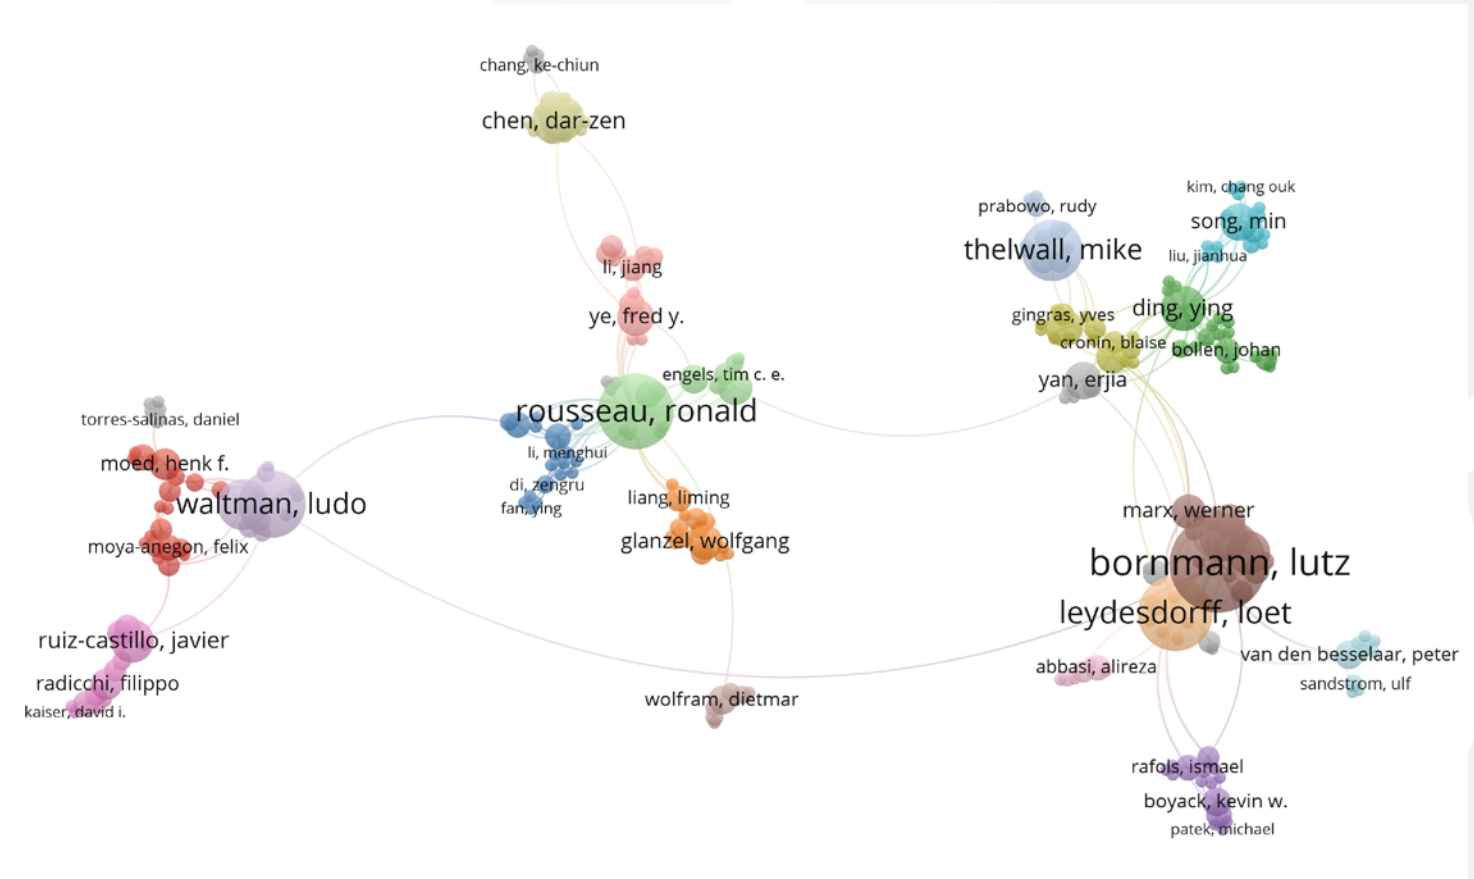 chang, ke-chiun
chen, dar-zen
kim, chang ouk
prabowo, rudy
song, min
thelwall, mike
liu, jianhua
li, jiang
ding, ying
ye, fred y.
gingras, yves
cronin, blaise
bollen, johan
engels, tim c. e.
yan, erjia
rousseau, ronald
torres-salinas, daniel
li, menghui
moed, henk f.
di, zengru
liang, liming
waltman, ludo
fan, ying
marx, werner
glanzel, wolfgang
moya-anegon, felix
bornmann, lutz
leydesdorff, loet
ruiz-castillo, javier
van den besselaar, peter
abbasi, alireza
radicchi, filippo
sandstrom, ulf
wolfram, dietmar
kaiser, david i.
rafols, ismael
boyack, kevin w.
patek, michael